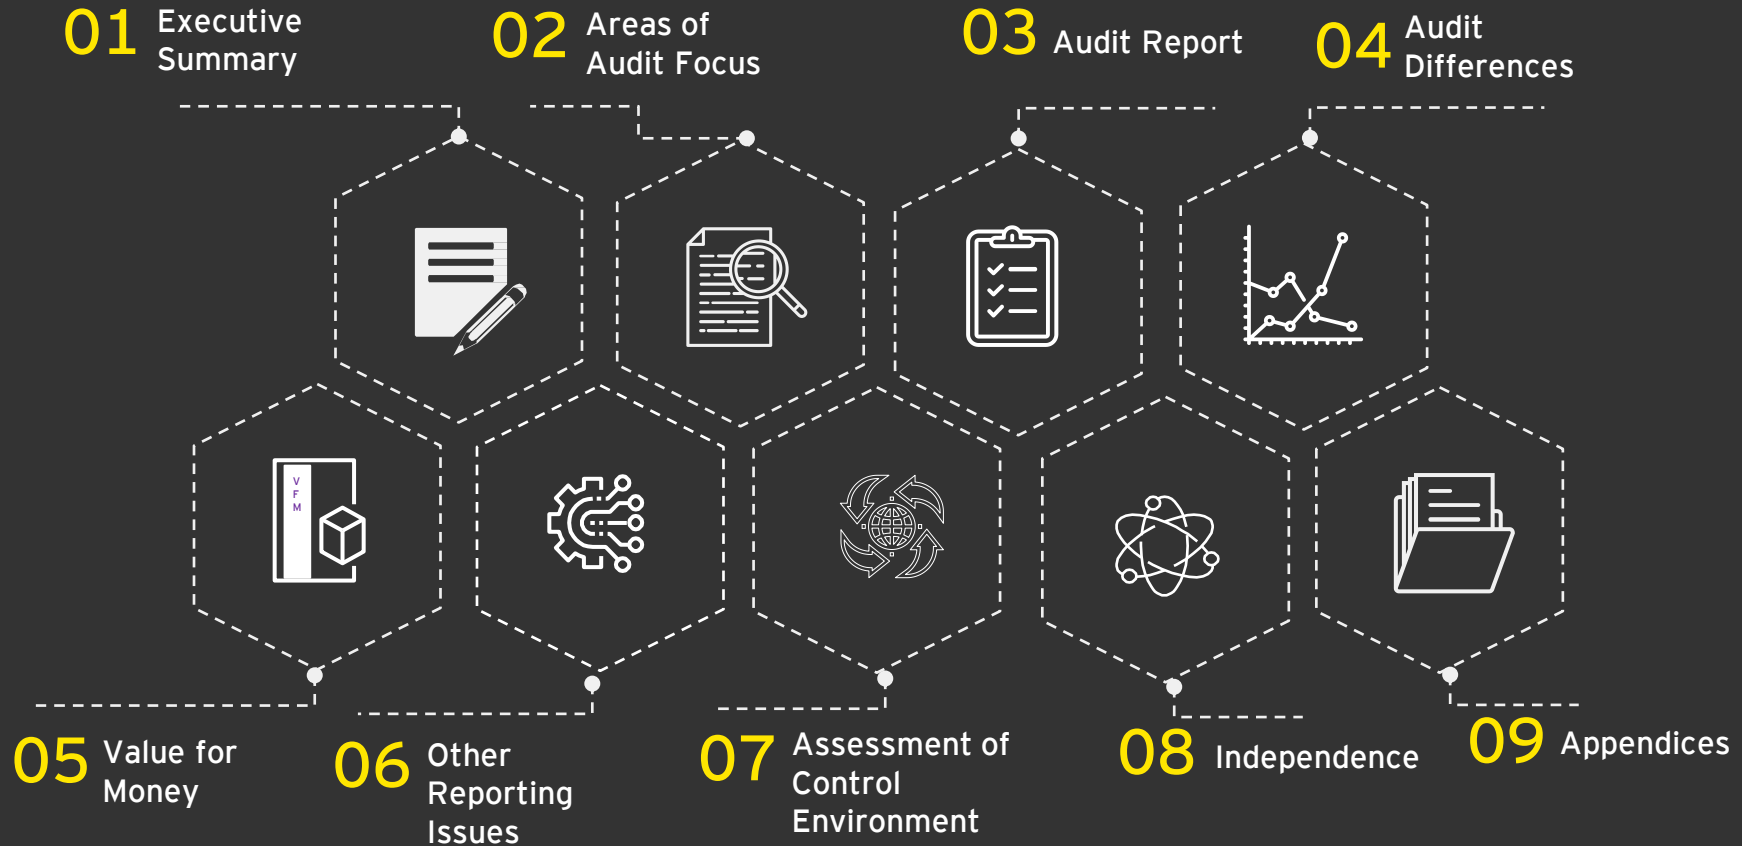 01 Executive
Summary
02 Areas of
Audit Focus
03 Audit Report
04 Audit
Differences
V
F
M
05 Value for
Money
06 Other
Reporting
Issues
07 Assessment of
Control
Environment
08 Independence
09 Appendices